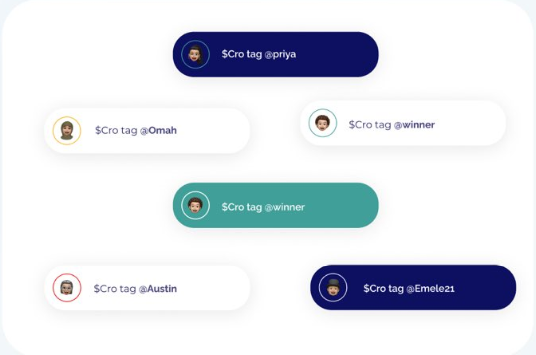 $Cro tag @priya
$Cro tag @Omah
$Cro tag @winner
$Cro tag @winner
$Cro tag @Austin
$Cro tag @Emele21